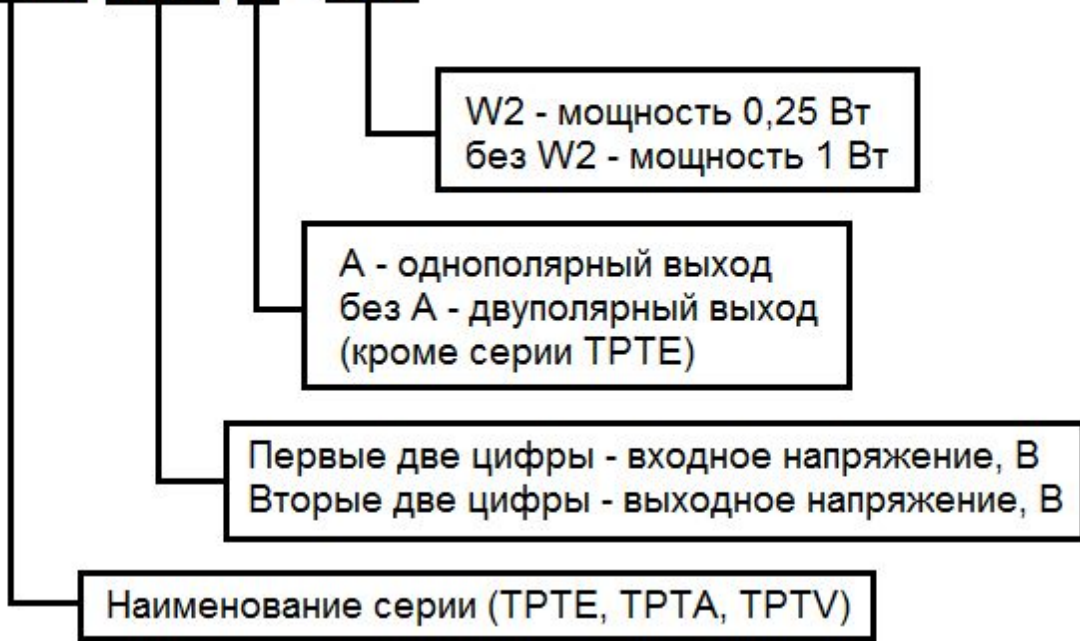 W2 - мощность 0,25 Вт
без W2 - мощность 1 Вт
А - однополярный выход
без А - двуполярный выход
(кроме серии TPTE)
Первые две цифры - входное напряжение, В
Вторые две цифры - выходное напряжение, В
Наименование серии (TPTE, TPTA, TPTV)